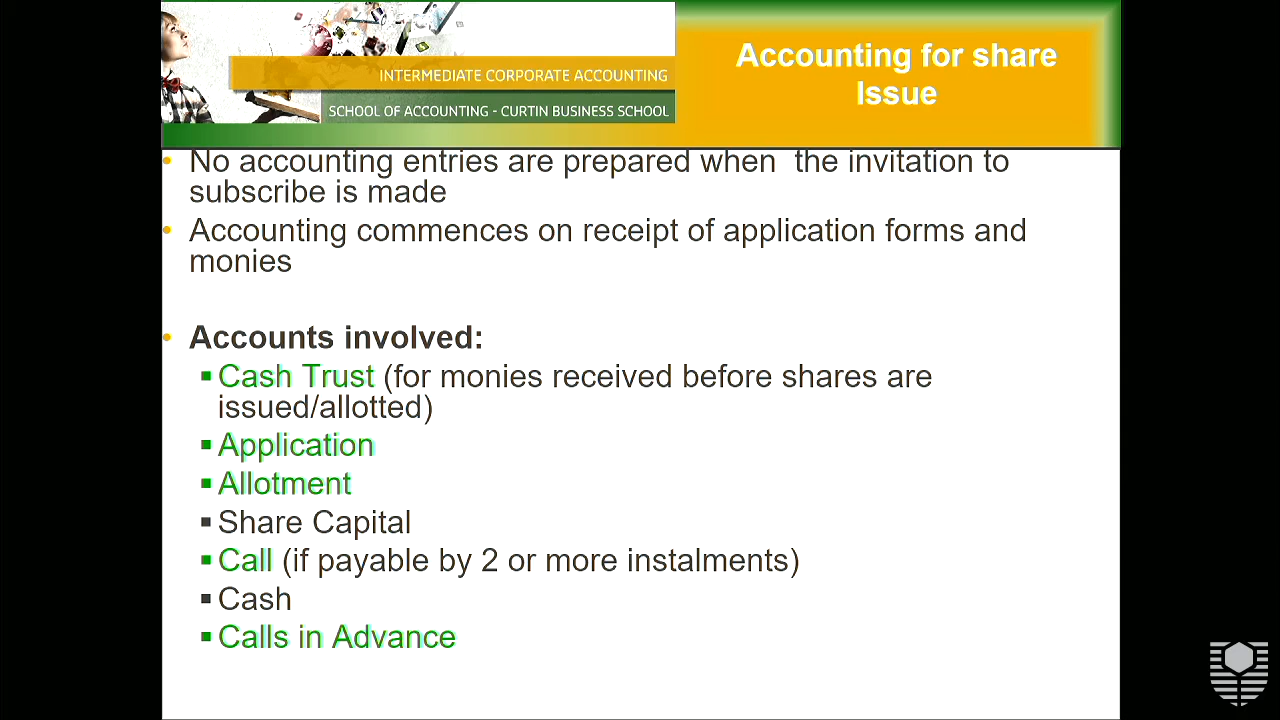 INTERMEDIATE CORPORATE ACCOUNTING
SCHOOL OF ACCOUNTING - CURTIN BUSINESS SCHOOL
Accounting for share
Issue
• No accounting entries are prepared when  the invitation to
subscribe is made
• Accounting commences on receipt of application forms and
monies
• Accounts involved:
▪ Cash Trust (for monies received before shares are
issued/allotted)
▪ Application
▪ Allotment
▪ Share Capital
▪ Call (if payable by 2 or more instalments)
▪ Cash
▪ Calls in Advance